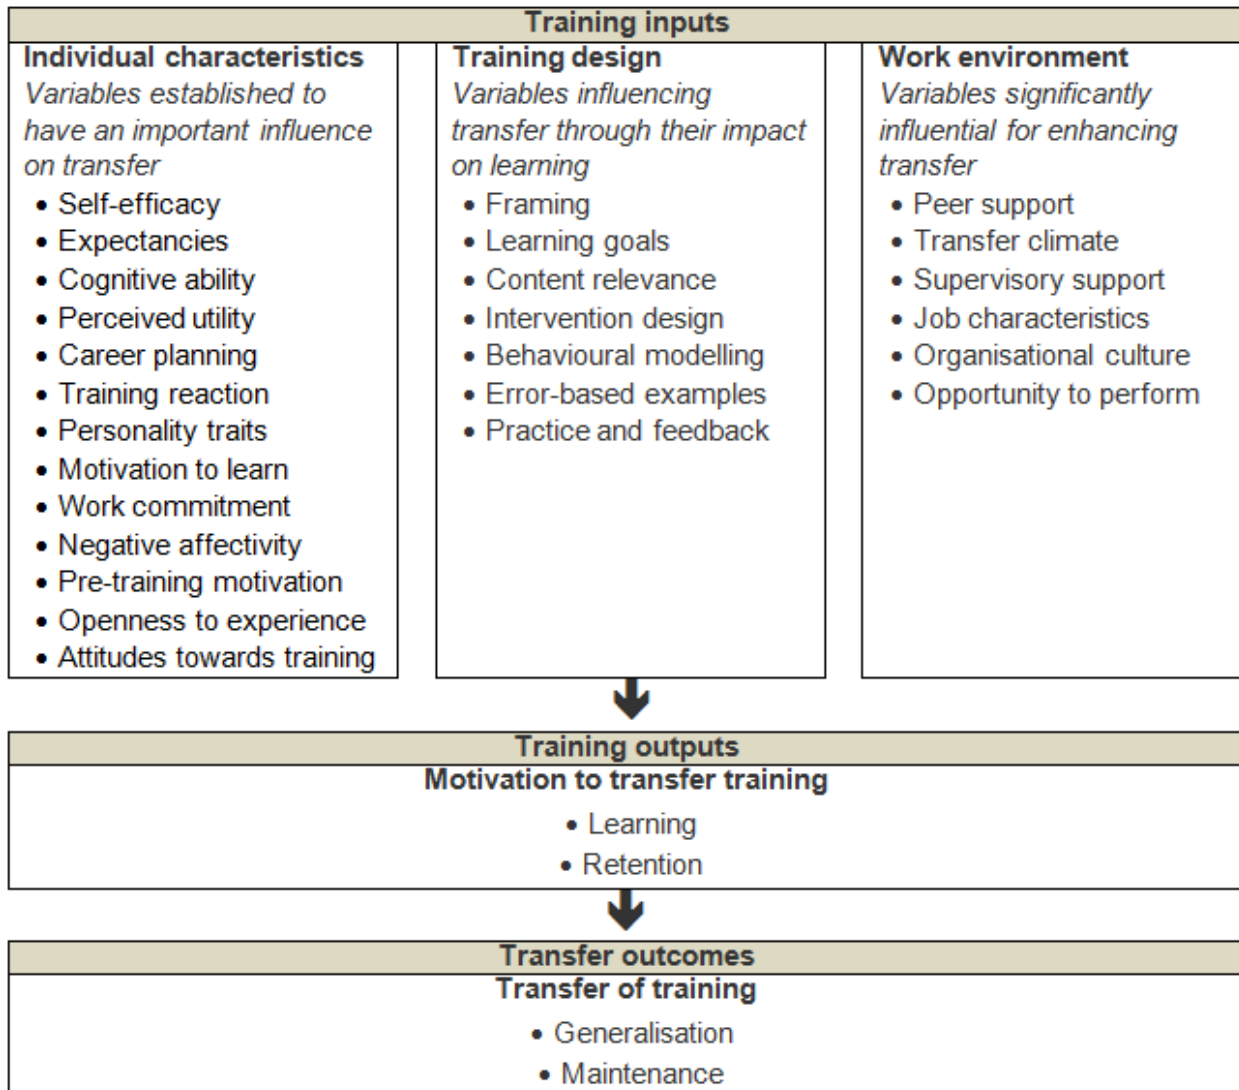 Training inputs
Individual characteristics
Variables established to
have an important influence
on transfer
• Self-efficacy
• Expectancies
• Cognitive ability
• Perceived utility
• Career planning
• Training reaction
• Personality traits
• Motivation to learn
• Work commitment
• Negative affectivity
• Pre-training motivation
• Openness to experience
• Attitudes towards training
Training design
Variables influencing
transfer through their impact
on learning
• Framing
• Learning goals
• Content relevance
• Intervention design
• Behavioural modelling
• Error-based examples
• Practice and feedback
Work environment
Variables significantly
influential for enhancing
transfer
• Peer support
• Transfer climate
• Supervisory support
• Job characteristics
• Organisational culture
• Opportunity to perform
Training outputs
Motivation to transfer training
• Learning
• Retention
Transfer outcomes
Transfer of training
• Generalisation
• Maintenance